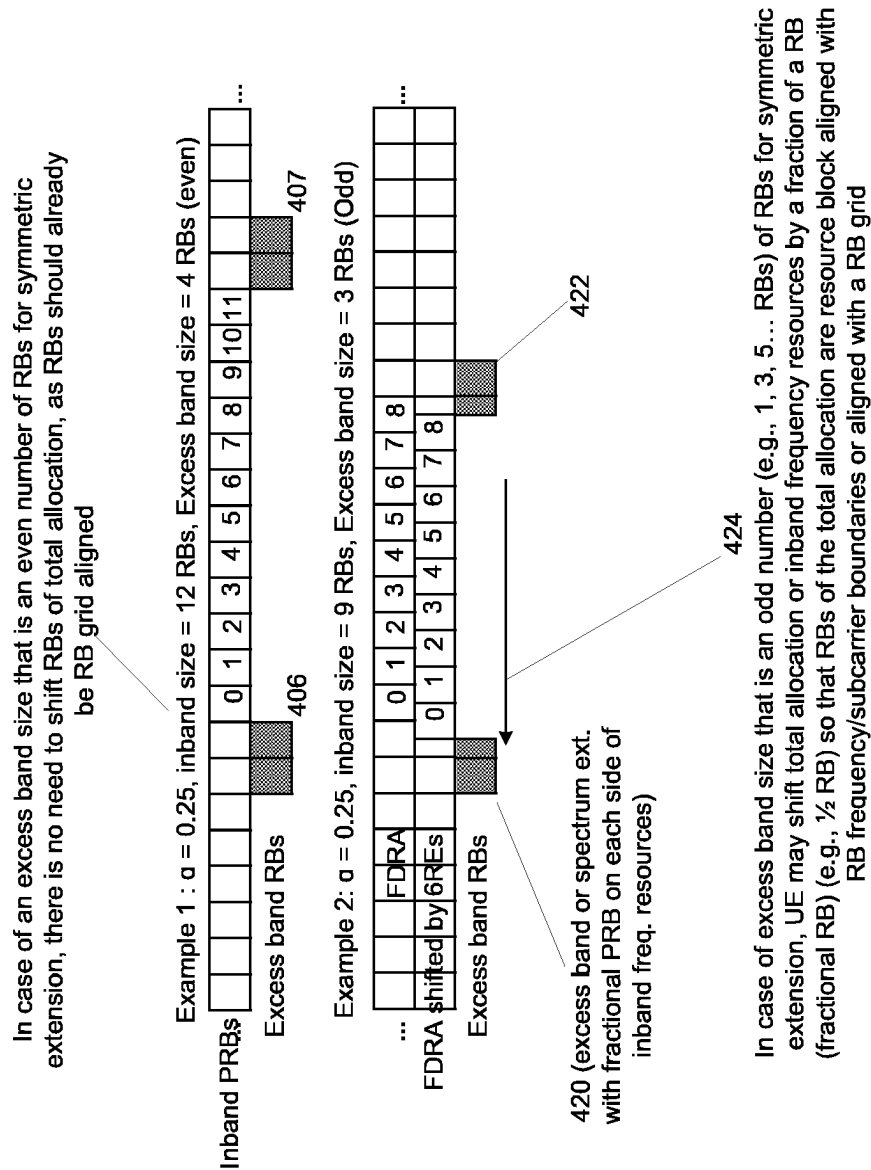 In case of an excess band size that is an even number of RBs for symmetric
extension, there is no need to shift RBs of total allocation, as RBs should already
be RB grid aligned
Example 1 : α = 0.25, inband size = 12 RBs, Excess band size = 4 RBs (even)
Inband PRBs
...
0 1 2 3 4 5 6 7 8 9 10 11
...
Excess band RBs
406
407
Example 2: α = 0.25, inband size = 9 RBs, Excess band size = 3 RBs (Odd)
...
FDRA
0 1 2 3 4 5 6 7 8
...
FDRA shifted by 6REs
0 1 2 3 4 5 6 7 8
Excess band RBs
420 (excess band or spectrum ext.
with fractional PRB on each side of
inband freq. resources)
422
424
In case of excess band size that is an odd number (e.g., 1, 3, 5... RBs) of RBs for symmetric
extension, UE may shift total allocation or inband frequency resources by a fraction of a RB
(fractional RB) (e.g., ½ RB) so that RBs of the total allocation are resource block aligned with
RB frequency/subcarrier boundaries or aligned with a RB grid